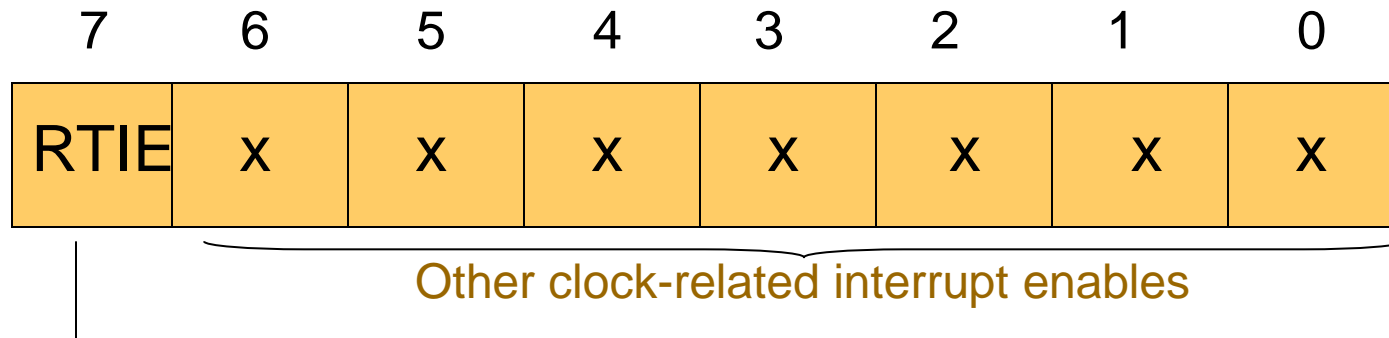 7 6 5 4 3 2 1 0
RTIE x x x x x x x
Other clock-related interrupt enables